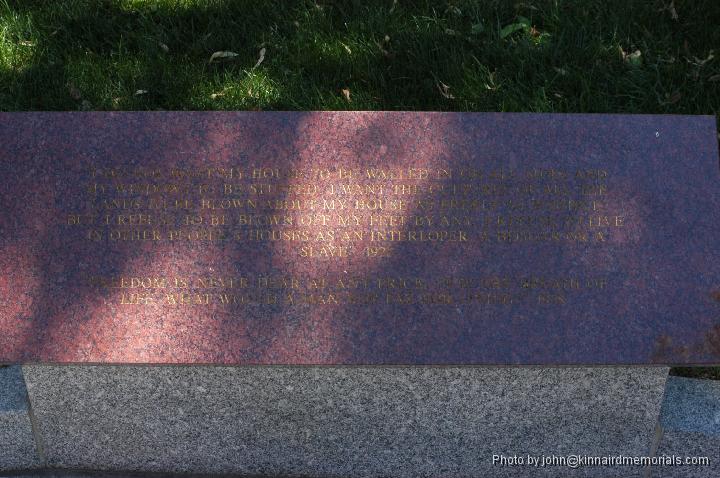 I DO NOT WANT MY HOUSE TO BE WALLED IN ON ALL SIDES AND
MY WINDOWS TO BE STUFFED. I WANT THE CULTURES OF ALL THE
LANDS TO BE BLOWN ABOUT MY HOUSE AS FREELY AS POSSIBLE.
BUT I REFUSE TO BE BLOWN OFF MY FEET BY ANY. I REFUSE TO LIVE
IN OTHER PEOPLE'S HOUSES AS AN INTERLOPER, A BEGGAR OR A
SLAVE.
FREEDOM IS NEVER DEAR AT ANY PRICE. IT IS THE BREATH OF
LIFE. WHAT WOULD A MAN NOT PAY FOR LIVING?
Photo by john@kinnairdmemorials.com